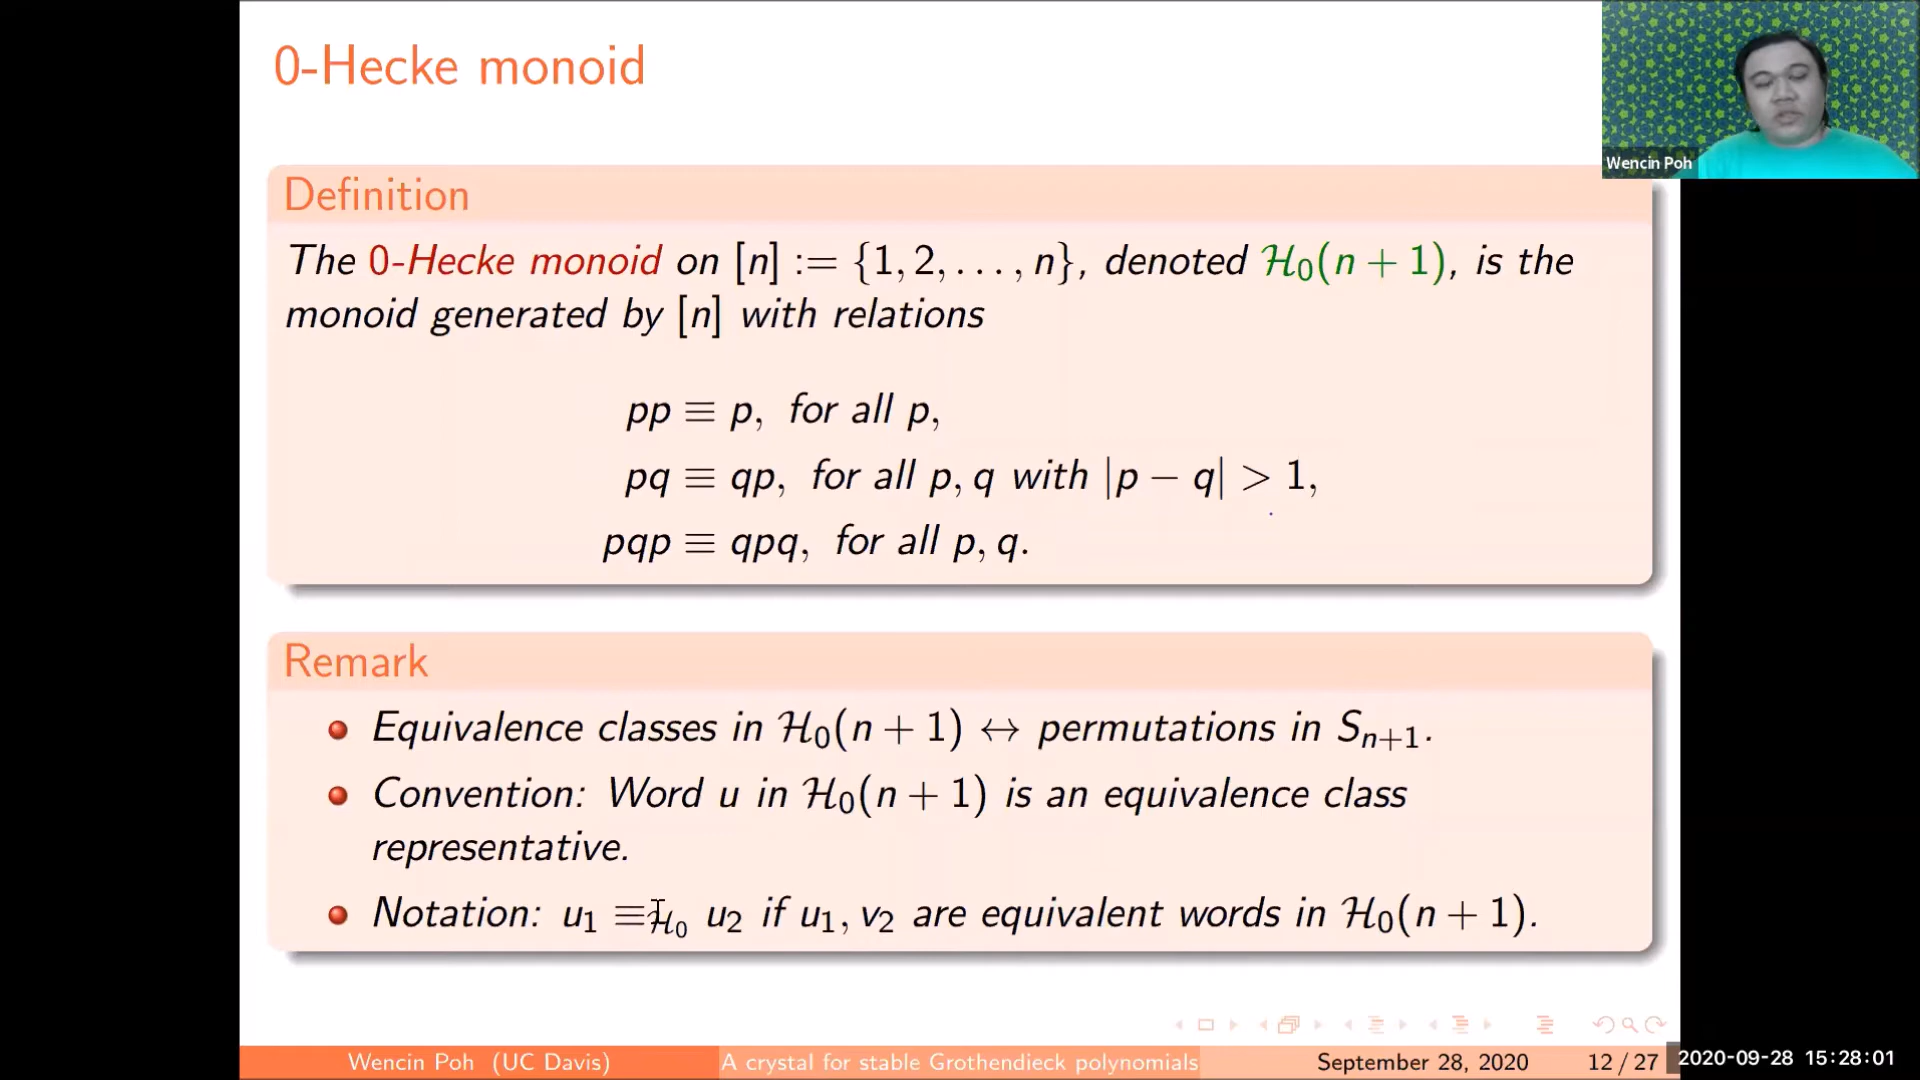 0-Hecke monoid
Wencin Poh
Definition
The 0-Hecke monoid on [n] := {1, 2, . . . , n}, denoted ℋ₀(n + 1), is the
monoid generated by [n] with relations
pp ≡ p, for all p,
pq ≡ qp, for all p, q with |p − q| > 1,
pqp ≡ qpq, for all p, q.
Remark
Equivalence classes in ℋ₀(n + 1) ↔ permutations in Sₙ₊₁.
Convention: Word u in ℋ₀(n + 1) is an equivalence class
representative.
Notation: u₁ ≡ℋ₀ u₂ if u₁, v₂ are equivalent words in ℋ₀(n + 1).
Wencin Poh (UC Davis) A crystal for stable Grothendieck polynomials September 28, 2020 12 / 27
2020-09-28 15:28:01